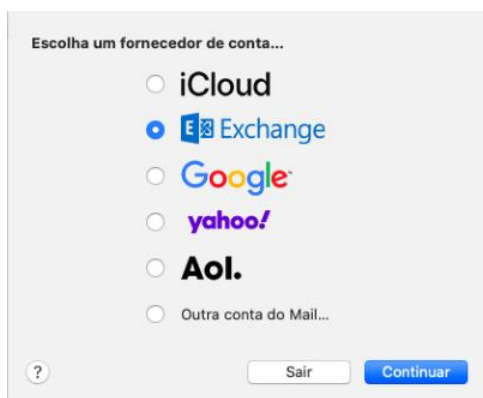 Escolha um fornecedor de conta...
iCloud
E Exchange
Google
yahoo!
Aol.
Outra conta do Mail...
? Sair Continuar